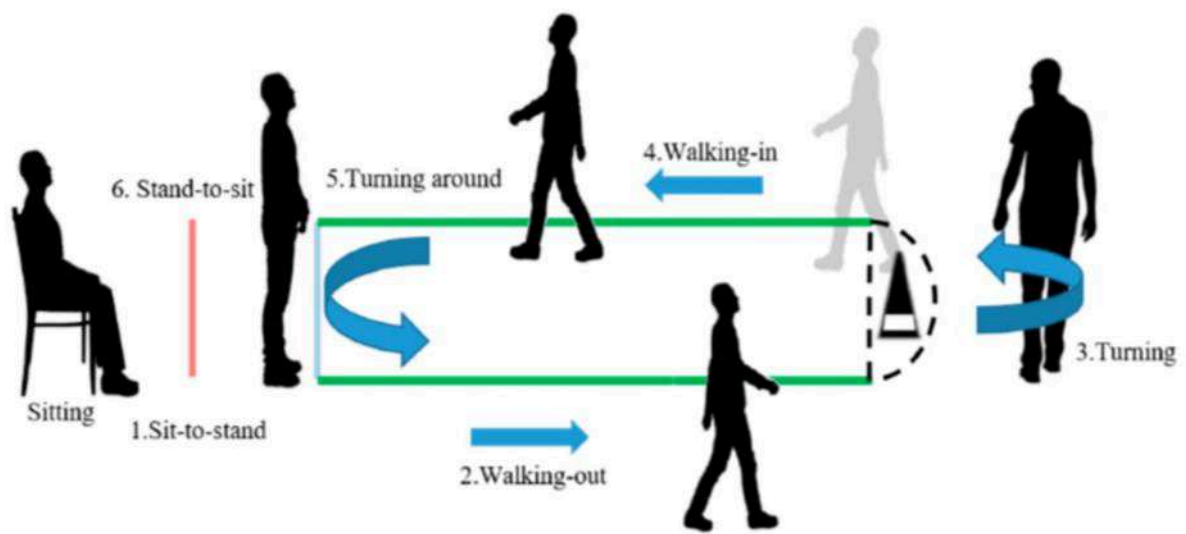 4.Walking-in
6. Stand-to-sit
5.Turning around
3.Turning
Sitting
1.Sit-to-stand
2.Walking-out